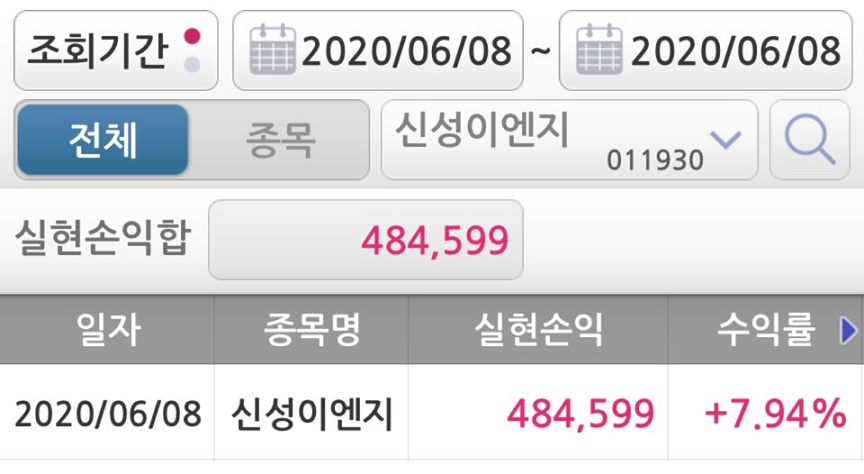 조회기간 2020/06/08 ~ 2020/06/08
전체 종목 신성이엔지 011930
실현손익합 484,599
일자 종목명 실현손익 수익률
2020/06/08 신성이엔지 484,599 +7.94%